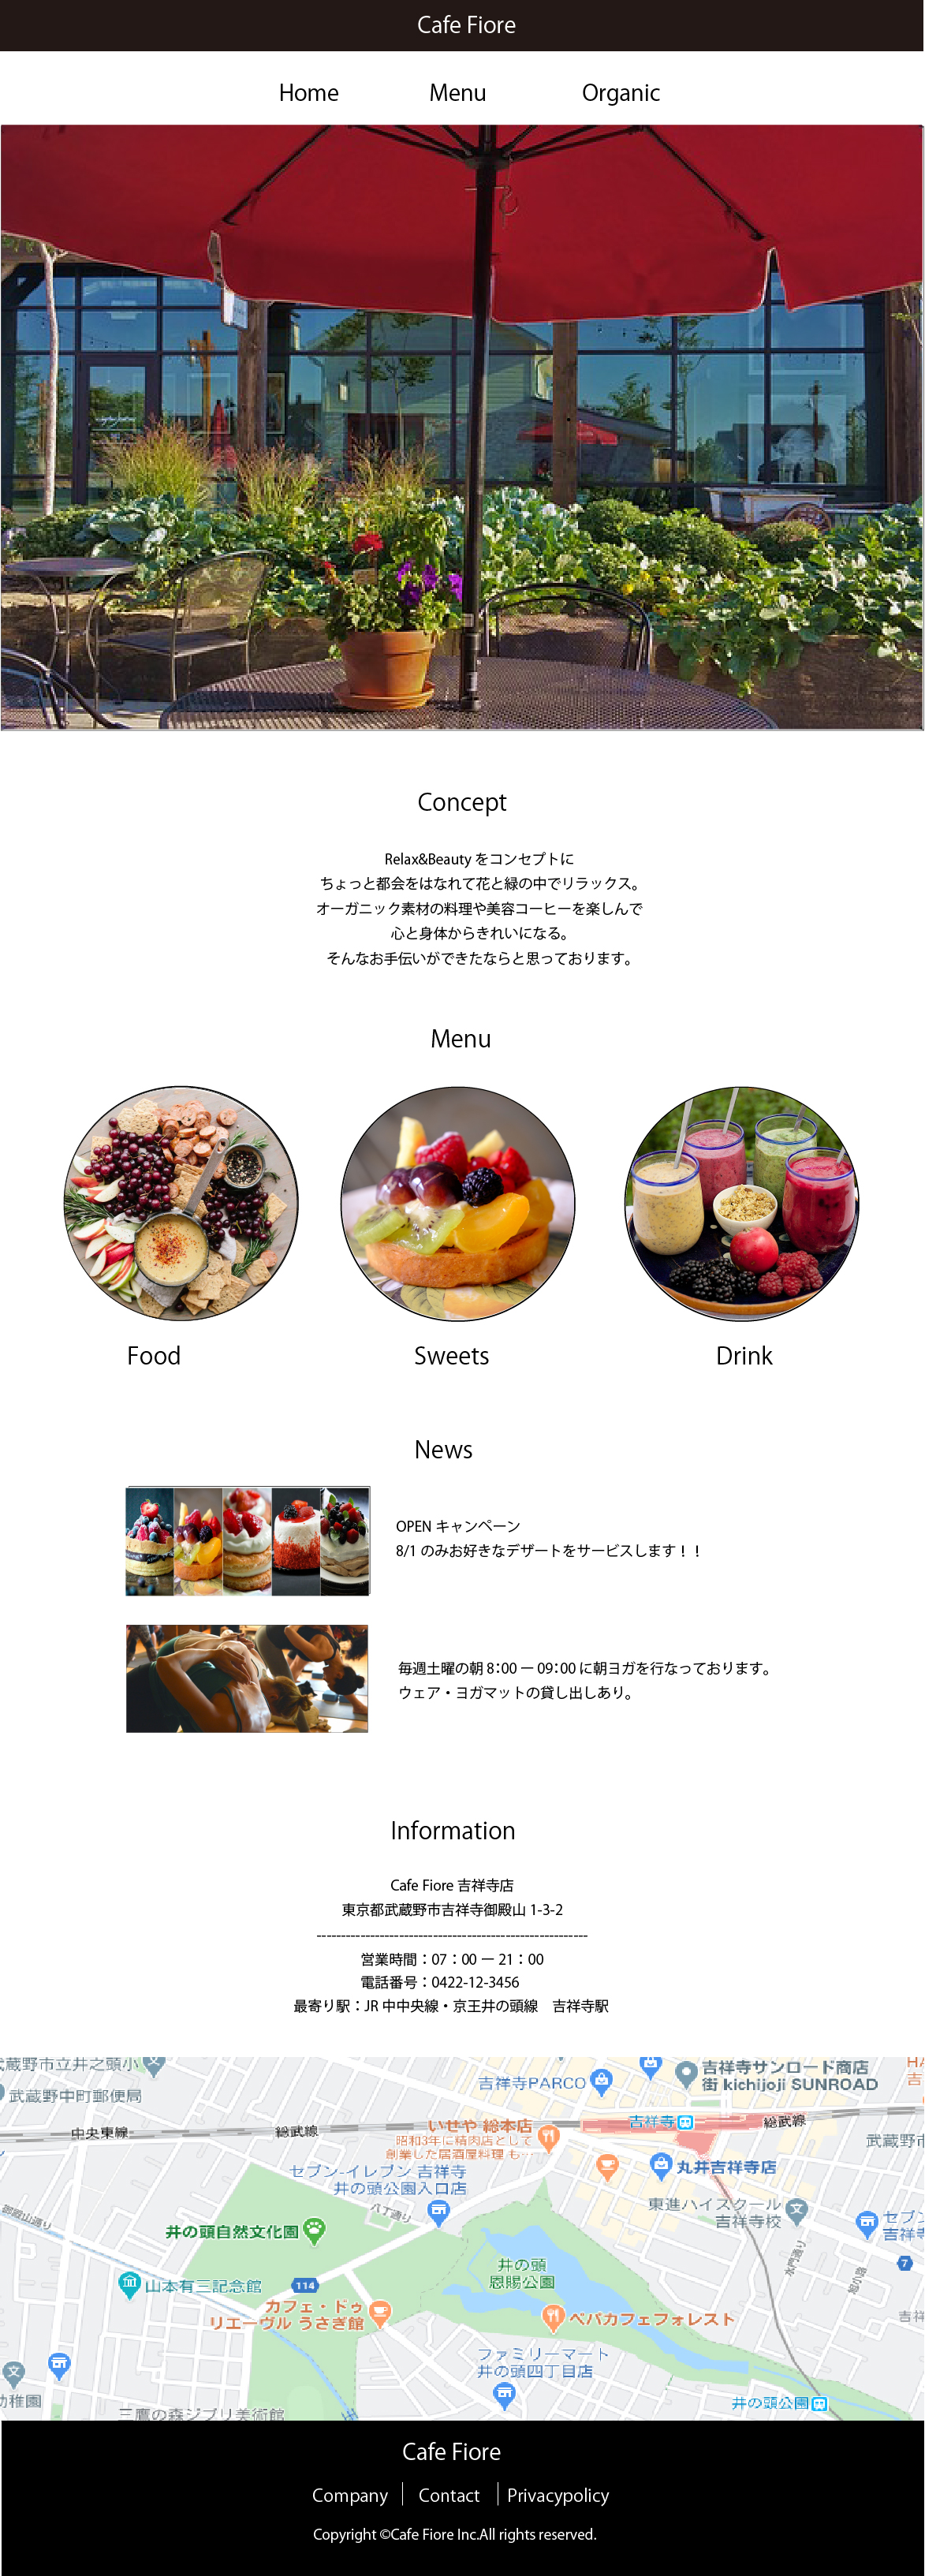 Cafe Fiore
Home Menu Organic
Concept
Relax&Beauty をコンセプトに
ちょっと都会をはなれて花と緑の中でリラックス。
オーガニック素材の料理や美容コーヒーを楽しんで
心と身体からきれいになる。
そんなお手伝いができたならと思っております。
Menu
Food Sweets Drink
News
OPEN キャンペーン
8/1 のみお好きなデザートをサービスします！！
毎週土曜の朝 8:00 ー 09:00 に朝ヨガを行なっております。
ウェア・ヨガマットの貸し出しあり。
Information
Cafe Fiore 吉祥寺店
東京都武蔵野市吉祥寺御殿山 1-3-2
--------------------------------------------------------
営業時間：07：00 ー 21：00
電話番号：0422-12-3456
最寄り駅：JR 中中央線・京王井の頭線　吉祥寺駅
武蔵野市立井之頭小
吉祥寺サンロード商店
街 kichijoji SUNROAD
吉祥寺PARCO
武蔵野中町郵便局
吉祥寺
総武線
いせや 総本店
中央東線
総武線
昭和3年に精肉店として
創業した居酒屋料理 も…
武蔵野市
丸井吉祥寺店
セブン-イレブン 吉祥寺
井の頭公園入口店
東進ハイスクール
吉祥寺校
八丁通り
御殿山通り
セブン
吉祥寺
井の頭自然文化園
水門通り
7
井の頭
恩賜公園
山本有三記念館
114
カフェ・ドゥ
リエーヴル うさぎ館
ペパカフェフォレスト
ファミリーマート
井の頭四丁目店
幼稚園
井の頭公園
三鷹の森ジブリ美術館
Cafe Fiore
Company | Contact | Privacypolicy
Copyright ©Cafe Fiore Inc.All rights reserved.